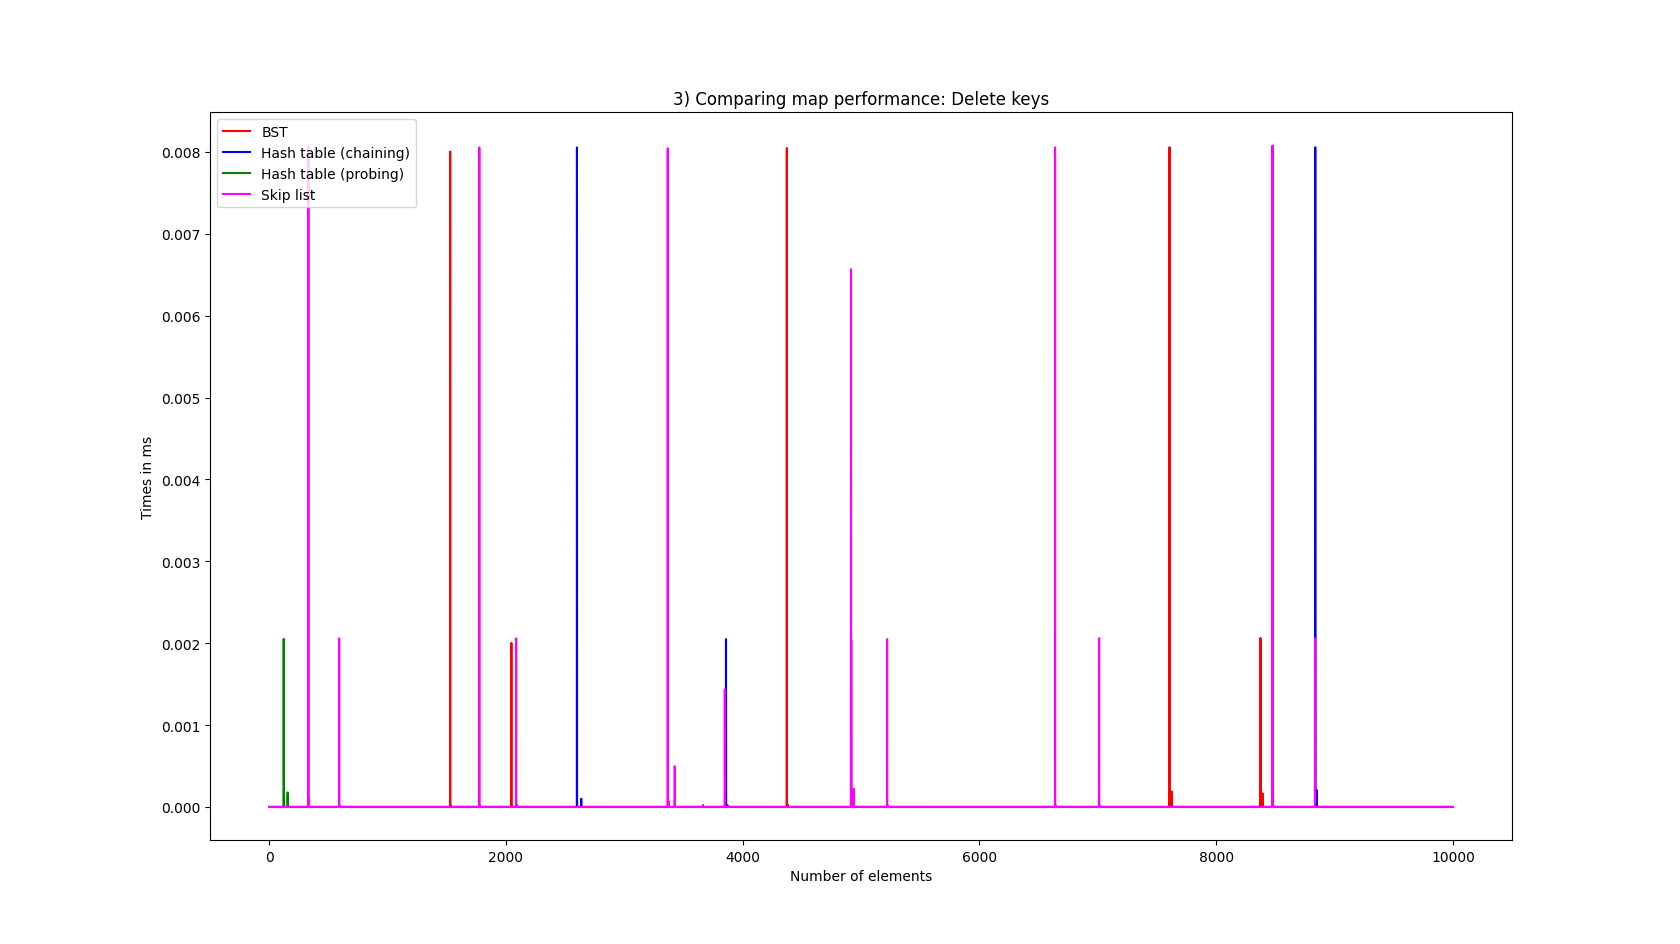 3) Comparing map performance: Delete keys
BST
Hash table (chaining)
Hash table (probing)
Skip list
0.008
0.007
0.006
0.005
0.004
0.003
0.002
0.001
0.000
Times in ms
0 2000 4000 6000 8000 10000
Number of elements